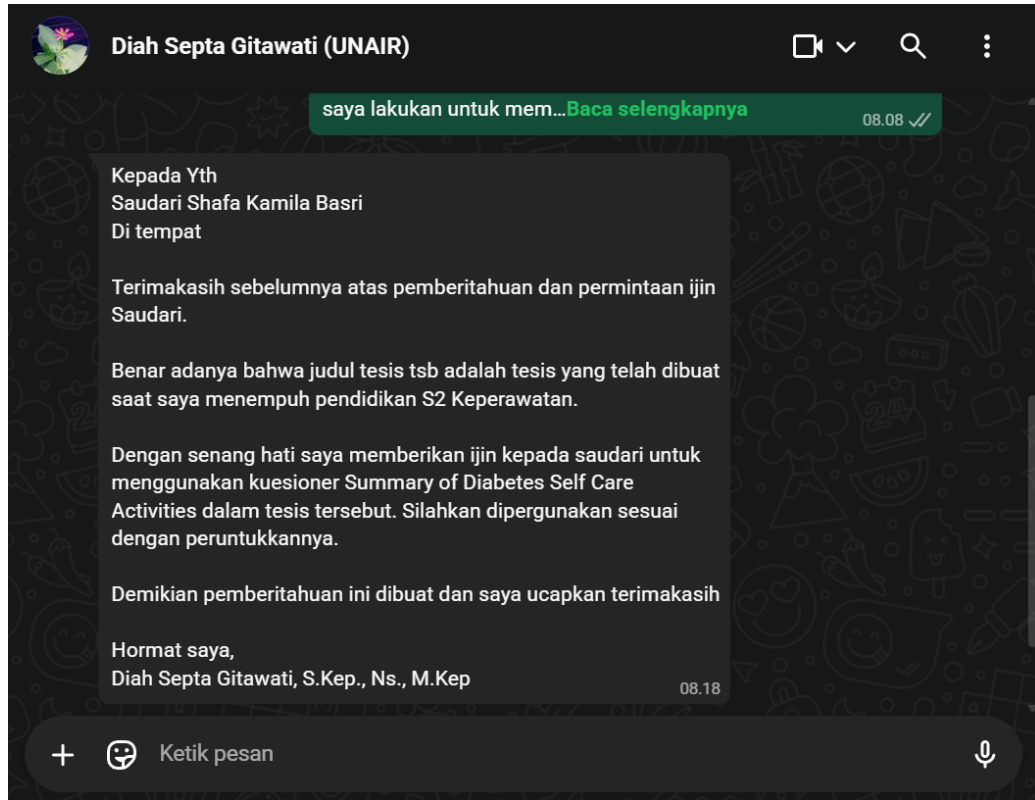 Diah Septa Gitawati (UNAIR)
saya lakukan untuk mem...Baca selengkapnya
08.08
Kepada Yth
Saudari Shafa Kamila Basri
Di tempat
Terimakasih sebelumnya atas pemberitahuan dan permintaan ijin
Saudari.
Benar adanya bahwa judul tesis tsb adalah tesis yang telah dibuat
saat saya menempuh pendidikan S2 Keperawatan.
Dengan senang hati saya memberikan ijin kepada saudari untuk
menggunakan kuesioner Summary of Diabetes Self Care
Activities dalam tesis tersebut. Silahkan dipergunakan sesuai
dengan peruntukkannya.
Demikian pemberitahuan ini dibuat dan saya ucapkan terimakasih
Hormat saya,
Diah Septa Gitawati, S.Kep., Ns., M.Kep
08.18
Ketik pesan